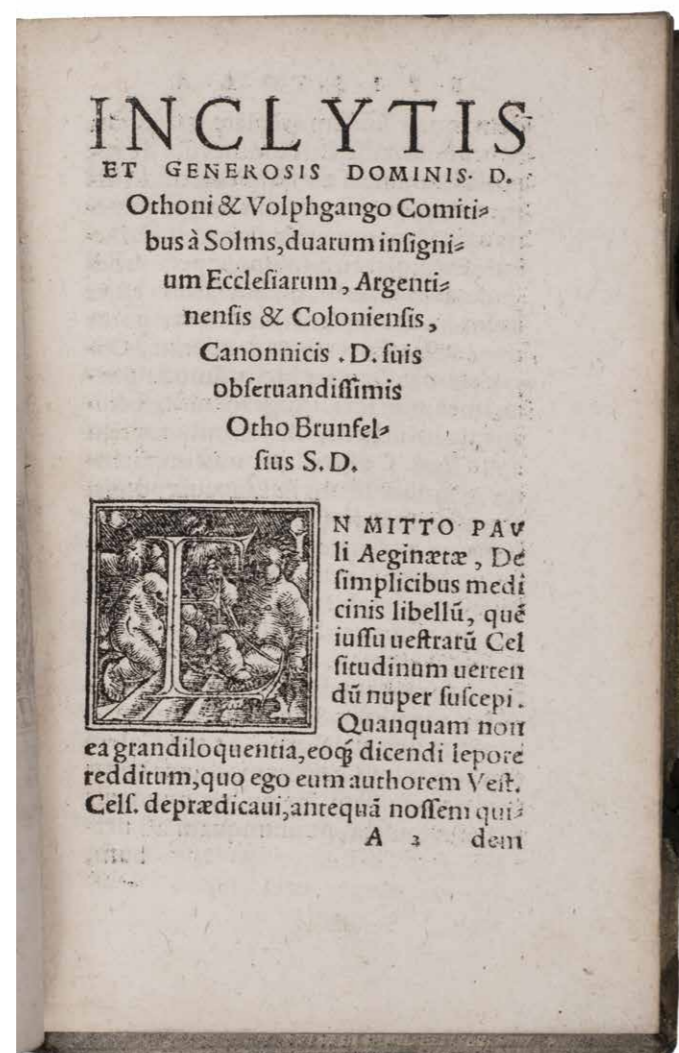 INCLYTIS
ET GENEROSIS DOMINIS. D.
Othoni & Volphgango Comiti⸗
bus à Solms, duarum insigni⸗
um Ecclesiarum, Argenti⸗
nensis & Coloniensis,
Canonnicis .D. suis
obseruandissimis
Otho Brunfel⸗
sius S. D.
EN MITTO PAV
li Aeginætæ, De
simplicibus medi
cinis libellũ, quẽ
iussu uestrarũ Cel
situdinum uerten
dũ nuper suscepi.
Quanquam non
ea grandiloquentia, eoq́ꝫ dicendi lepore
redditum, quo ego eum authorem Vest.
Cels. deprædicaui, antequã nossem qui⸗
A 3 dem